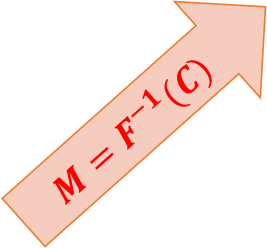 M = F⁻¹(C)